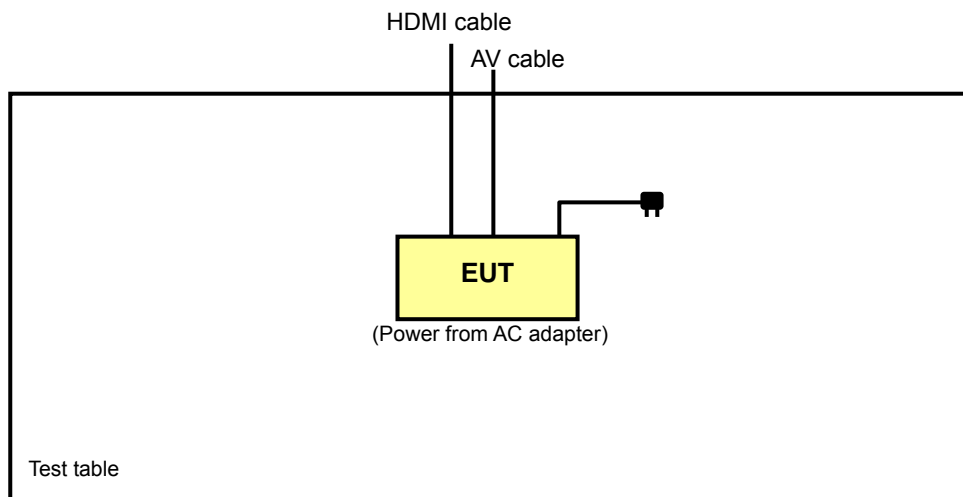 HDMI cable
AV cable
EUT
(Power from AC adapter)
Test table